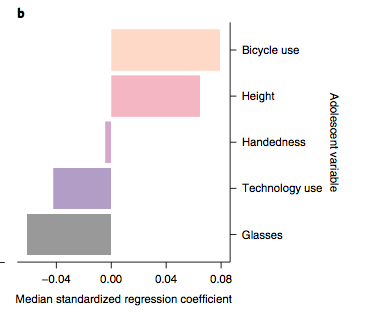 b
Bicycle use
Height
Handedness
Technology use
Glasses
Adolescent variable
−0.04 0.00 0.04 0.08
Median standardized regression coefficient